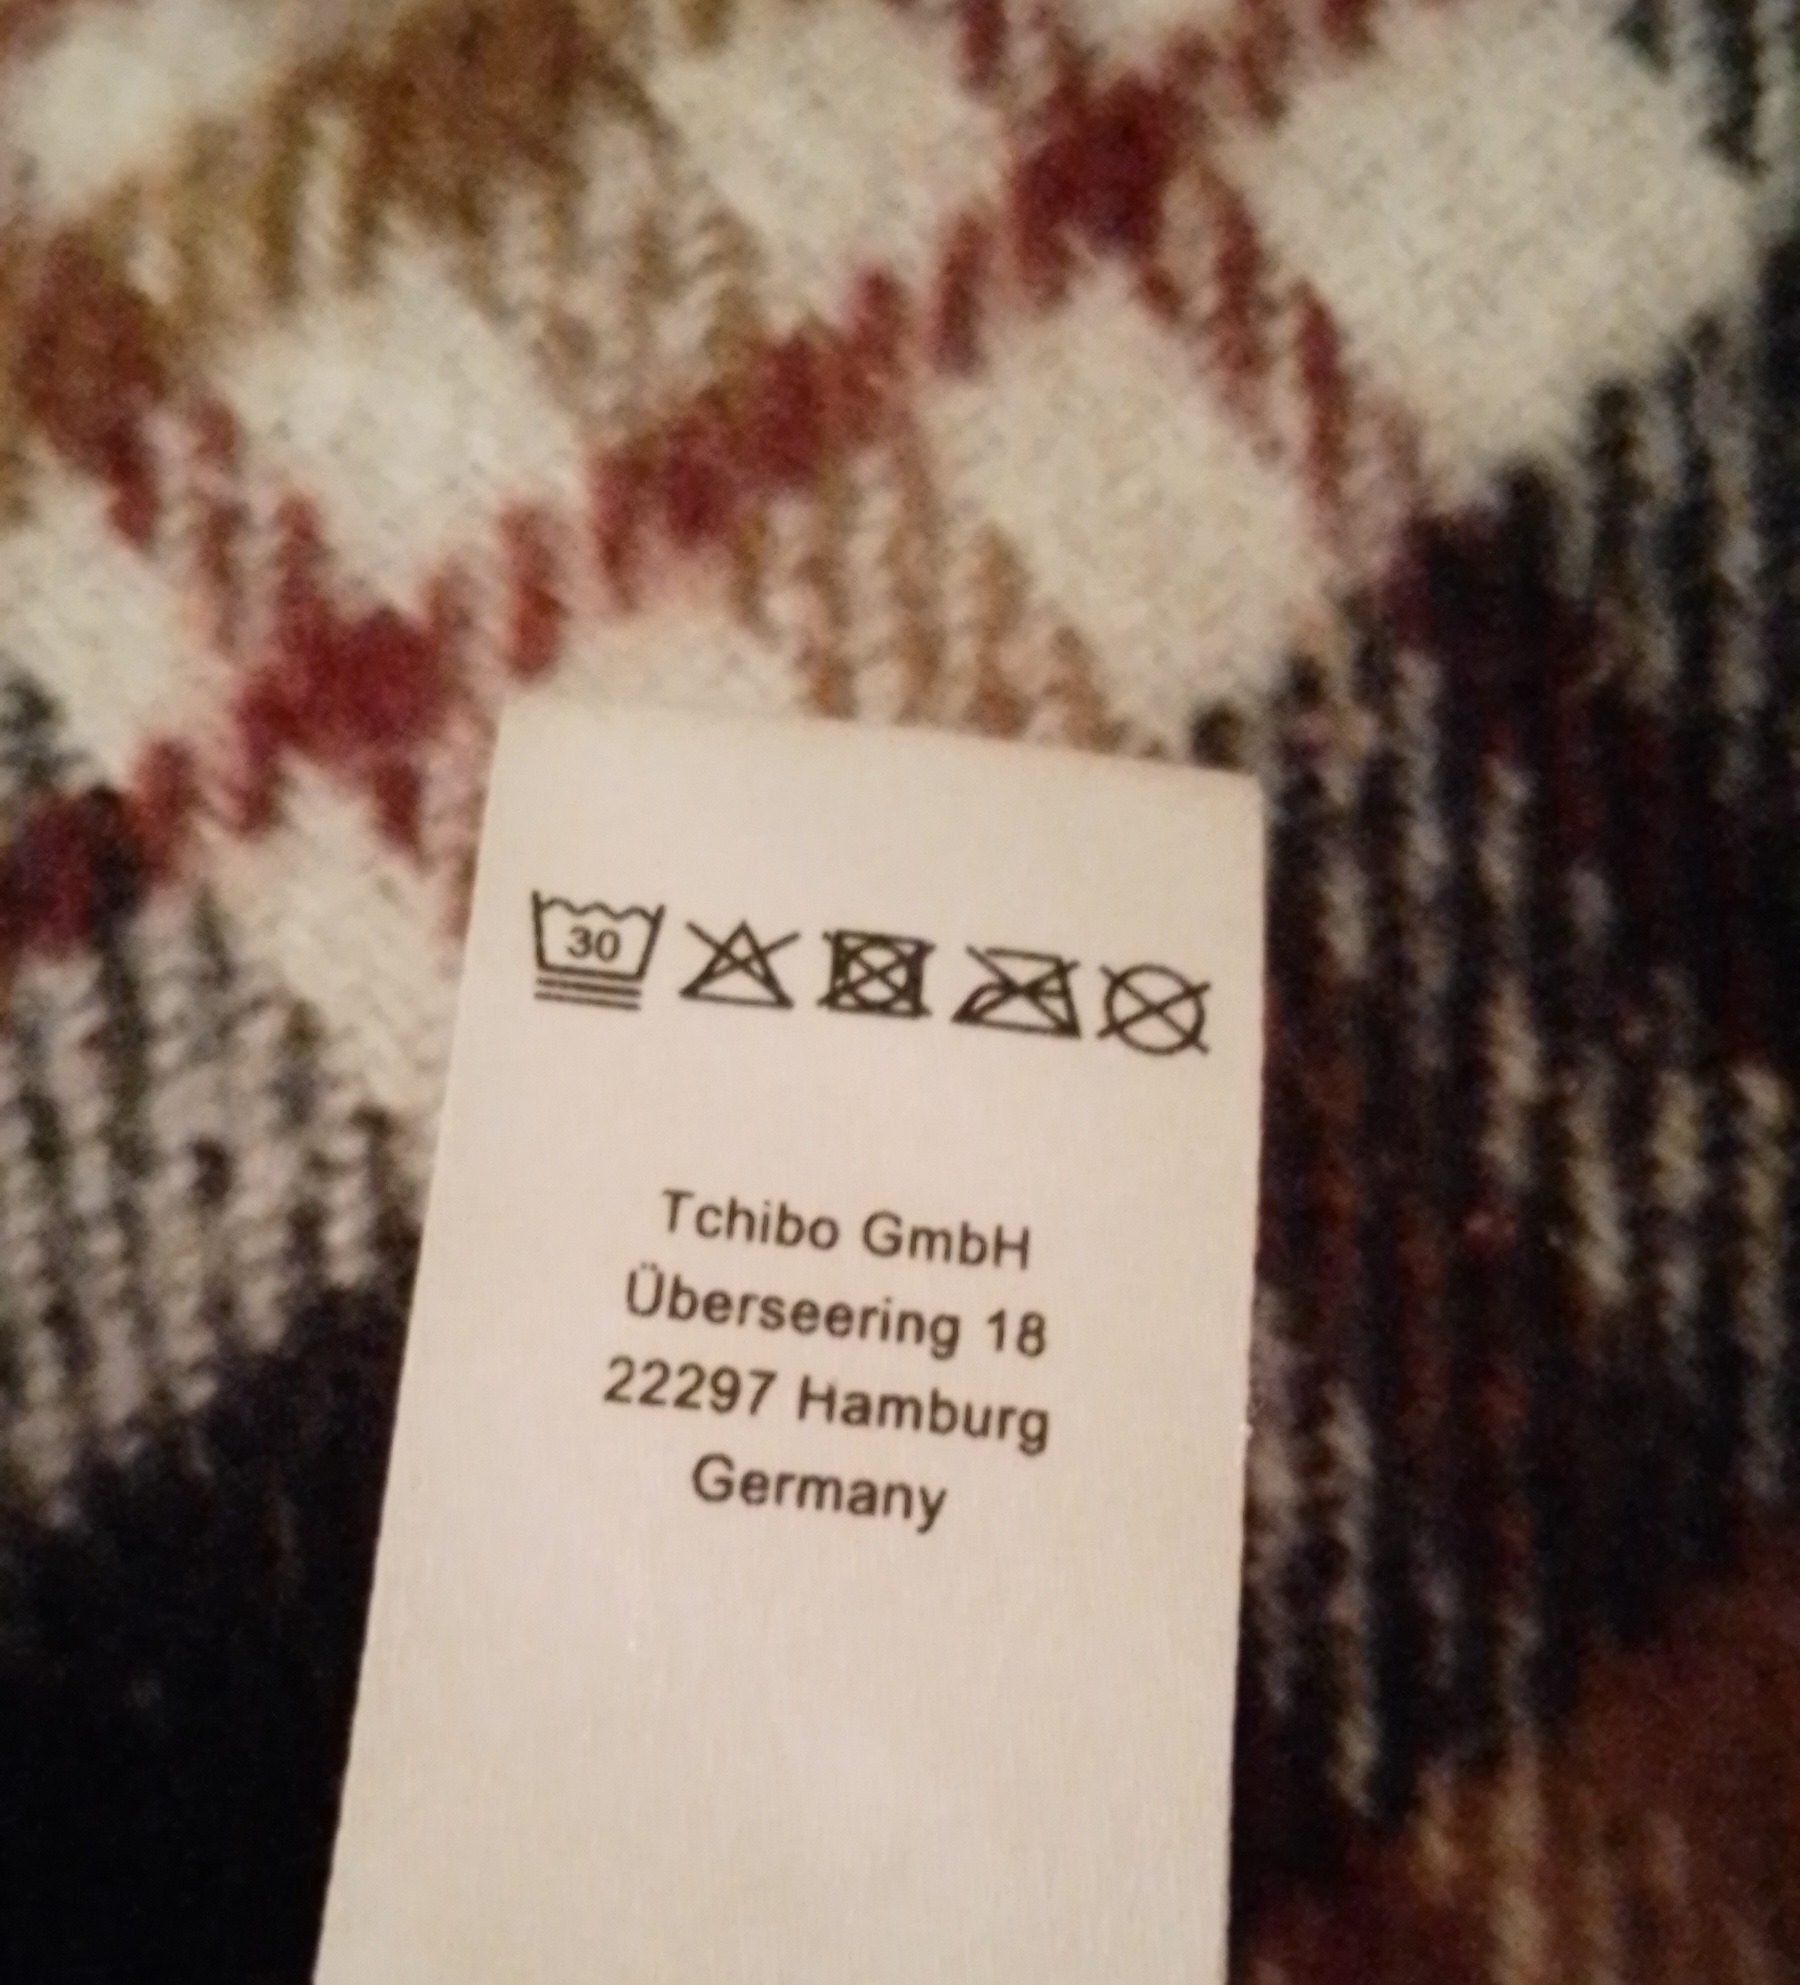 30
Tchibo GmbH
Überseering 18
22297 Hamburg
Germany